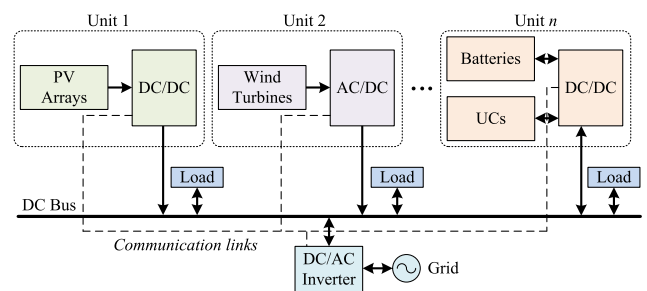 Unit 1
Unit 2
Unit n
PV
Arrays
DC/DC
Wind
Turbines
AC/DC
...
Batteries
UCs
DC/DC
Load
Load
Load
DC Bus
Communication links
DC/AC
Inverter
Grid